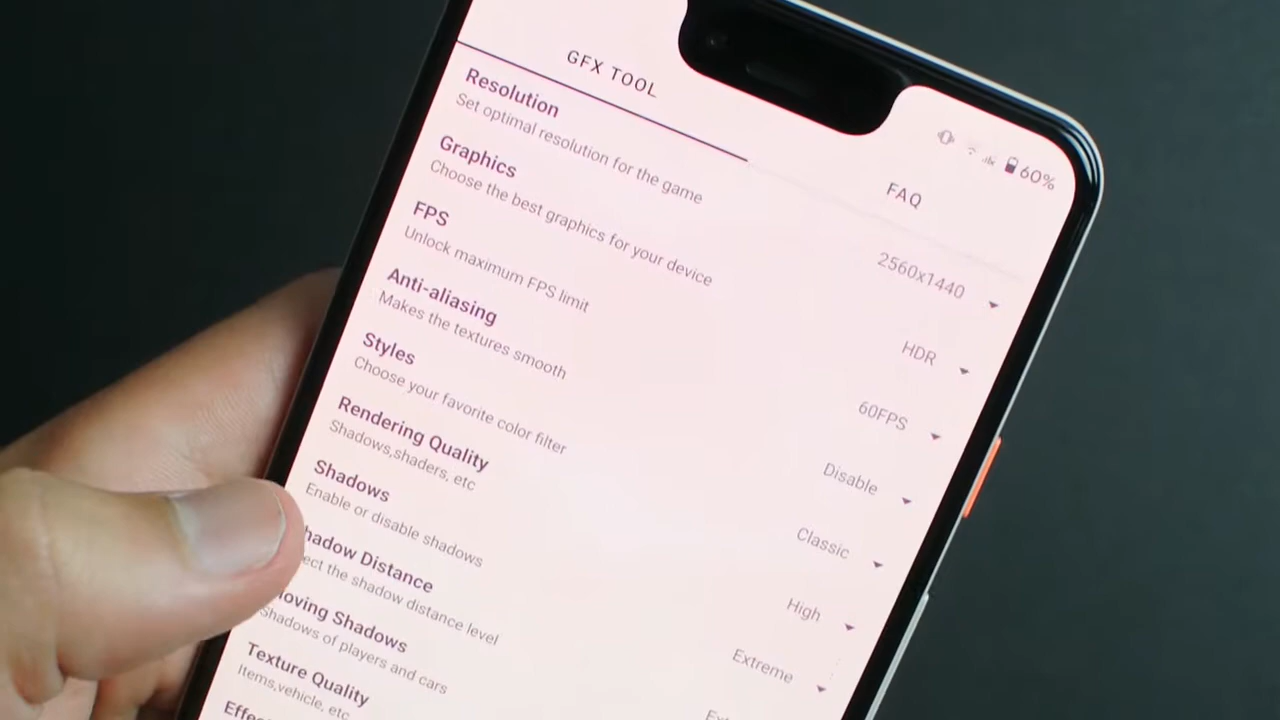 60%
GFX TOOL
FAQ
Resolution
Set optimal resolution for the game
2560x1440
Graphics
Choose the best graphics for your device
HDR
FPS
Unlock maximum FPS limit
60FPS
Anti-aliasing
Makes the textures smooth
Disable
Styles
Choose your favorite color filter
Classic
Rendering Quality
Shadows,shaders, etc
High
Shadows
Enable or disable shadows
Extreme
hadow Distance
ect the shadow distance level
oving Shadows
Shadows of players and cars
Texture Quality
Items,vehicle, etc